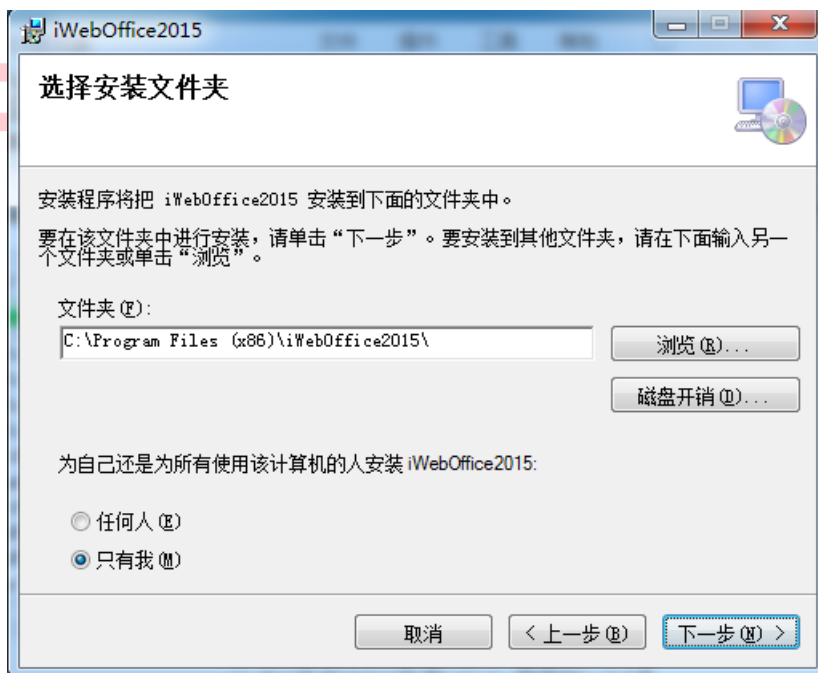 iWebOffice2015
选择安装文件夹
安装程序将把 iWebOffice2015 安装到下面的文件夹中。
要在该文件夹中进行安装，请单击“下一步”。要安装到其他文件夹，请在下面输入另一
个文件夹或单击“浏览”。
文件夹(F):
C:\Program Files (x86)\iWebOffice2015\
浏览(R)...
磁盘开销(D)...
为自己还是为所有使用该计算机的人安装 iWebOffice2015:
任何人(E)
只有我(M)
取消
< 上一步(B)
下一步(N) >